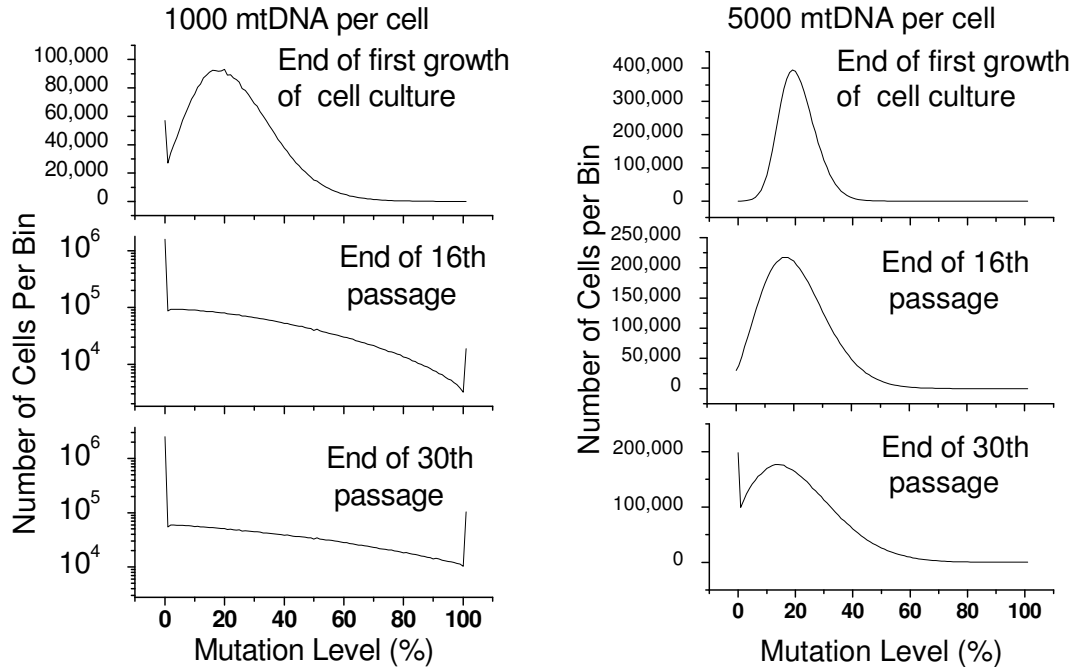 1000 mtDNA per cell
End of first growth
of cell culture
100,000
80,000
60,000
40,000
20,000
0
End of 16th
passage
10^6
10^5
10^4
End of 30th
passage
10^6
10^5
10^4
Number of Cells Per Bin
0 20 40 60 80 100
Mutation Level (%)
5000 mtDNA per cell
End of first growth
of cell culture
400,000
300,000
200,000
100,000
0
End of 16th
passage
250,000
200,000
150,000
100,000
50,000
0
End of 30th
passage
200,000
100,000
0
Number of Cells per Bin
0 20 40 60 80 100
Mutation Level (%)